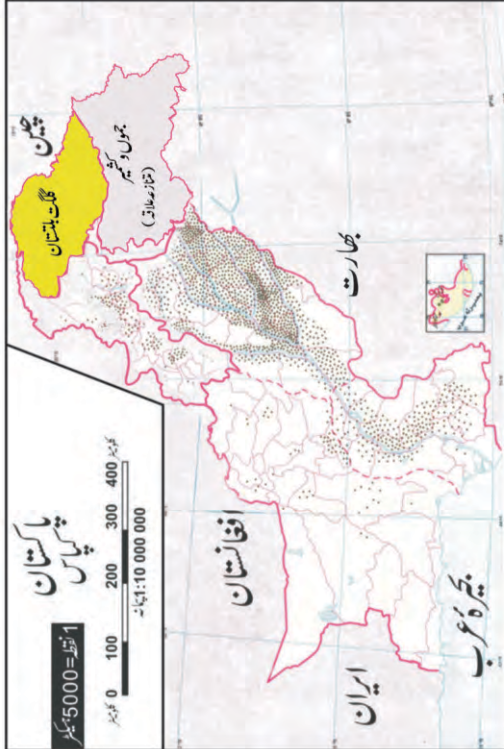 پاکستان
کپاس
1 نقطہ=5000 ہیکٹر
کلومیٹر 0 100 200 300 400 کلومیٹر
1:10 000 000 پیمانہ
چین
گلگت بلتستان
جموں و کشمیر
(متنازعہ علاقہ)
افغانستان
بھارت
ایران
بحیرۂ عرب